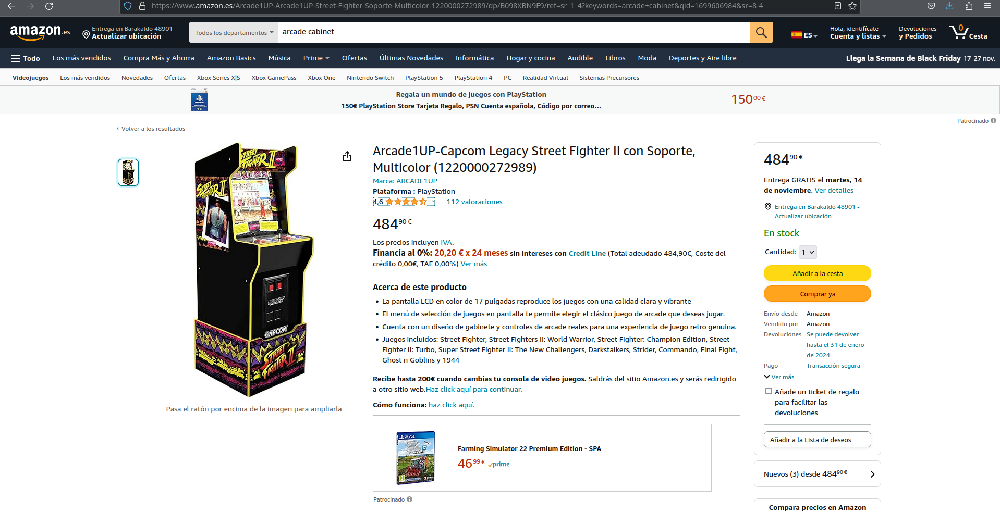 https://www.amazon.es/Arcade1UP-Arcade1UP-Street-Fighter-Soporte-Multicolor-1220000272989/dp/B098XBN9F9/ref=sr_1_4?keywords=arcade+cabinet&qid=1699606984&sr=8-4
amazon.es
Entrega en Barakaldo 48901
Actualizar ubicación
Todos los departamentos
arcade cabinet
ES
Hola, identifícate
Cuenta y listas
Devoluciones
y Pedidos
0
Cesta
Todo
Los más vendidos
Compra Más y Ahorra
Amazon Basics
Música
Prime
Ofertas
Últimas Novedades
Informática
Hogar y cocina
Audible
Libros
Moda
Deportes y Aire libre
Llega la Semana de Black Friday 17-27 nov.
Videojuegos
Los más vendidos
Novedades
Ofertas
Xbox Series X|S
Xbox GamePass
Xbox One
Nintendo Switch
PlayStation 5
PlayStation 4
PC
Realidad Virtual
Sistemas Precursores
Regala un mundo de juegos con PlayStation
150€ PlayStation Store Tarjeta Regalo, PSN Cuenta española, Código por correo…
15000 €
Patrocinado
‹ Volver a los resultados
STREET FIGHTER II
STREET FIGHTER II
CAPCOM
CAPCOM
CAPCOM
STREET FIGHTER II
Pasa el ratón por encima de la imagen para ampliarla
Arcade1UP-Capcom Legacy Street Fighter II con Soporte,
Multicolor (1220000272989)
Marca: ARCADE1UP
Plataforma : PlayStation
4,6
112 valoraciones
48490 €
Los precios incluyen IVA.
Financia al 0%: 20,20 € x 24 meses sin intereses con Credit Line (Total adeudado 484,90€, Coste del
crédito 0,00€, TAE 0,00%) Ver más
Acerca de este producto
• La pantalla LCD en color de 17 pulgadas reproduce los juegos con una calidad clara y vibrante
• El menú de selección de juegos en pantalla te permite elegir el clásico juego de arcade que deseas jugar.
• Cuenta con un diseño de gabinete y controles de arcade reales para una experiencia de juego retro genuina.
• Juegos incluidos: Street Fighter, Street Fighters II: World Warrior, Street Fighter: Champion Edition, Street
Fighter II: Turbo, Super Street Fighter II: The New Challengers, Darkstalkers, Strider, Commando, Final Fight,
Ghost n Goblins y 1944
Recibe hasta 200€ cuando cambias tu consola de video juegos. Saldrás del sitio Amazon.es y serás redirigido
a otro sitio web.Haz click aquí para continuar.
Cómo funciona: haz click aquí.
PS4
Farming Simulator 22 Premium Edition - SPA
4699 € prime
Patrocinado
48490 €
Entrega GRATIS el martes, 14
de noviembre. Ver detalles
Entrega en Barakaldo 48901 -
Actualizar ubicación
En stock
Cantidad: 1
Añadir a la cesta
Comprar ya
Envío desde Amazon
Vendido por Amazon
Devoluciones Se puede devolver
hasta el 31 de enero
de 2024
Pago Transacción segura
Ver más
Añade un ticket de regalo
para facilitar las
devoluciones
Añadir a la Lista de deseos
Nuevos (3) desde 48490 €
Compara precios en Amazon